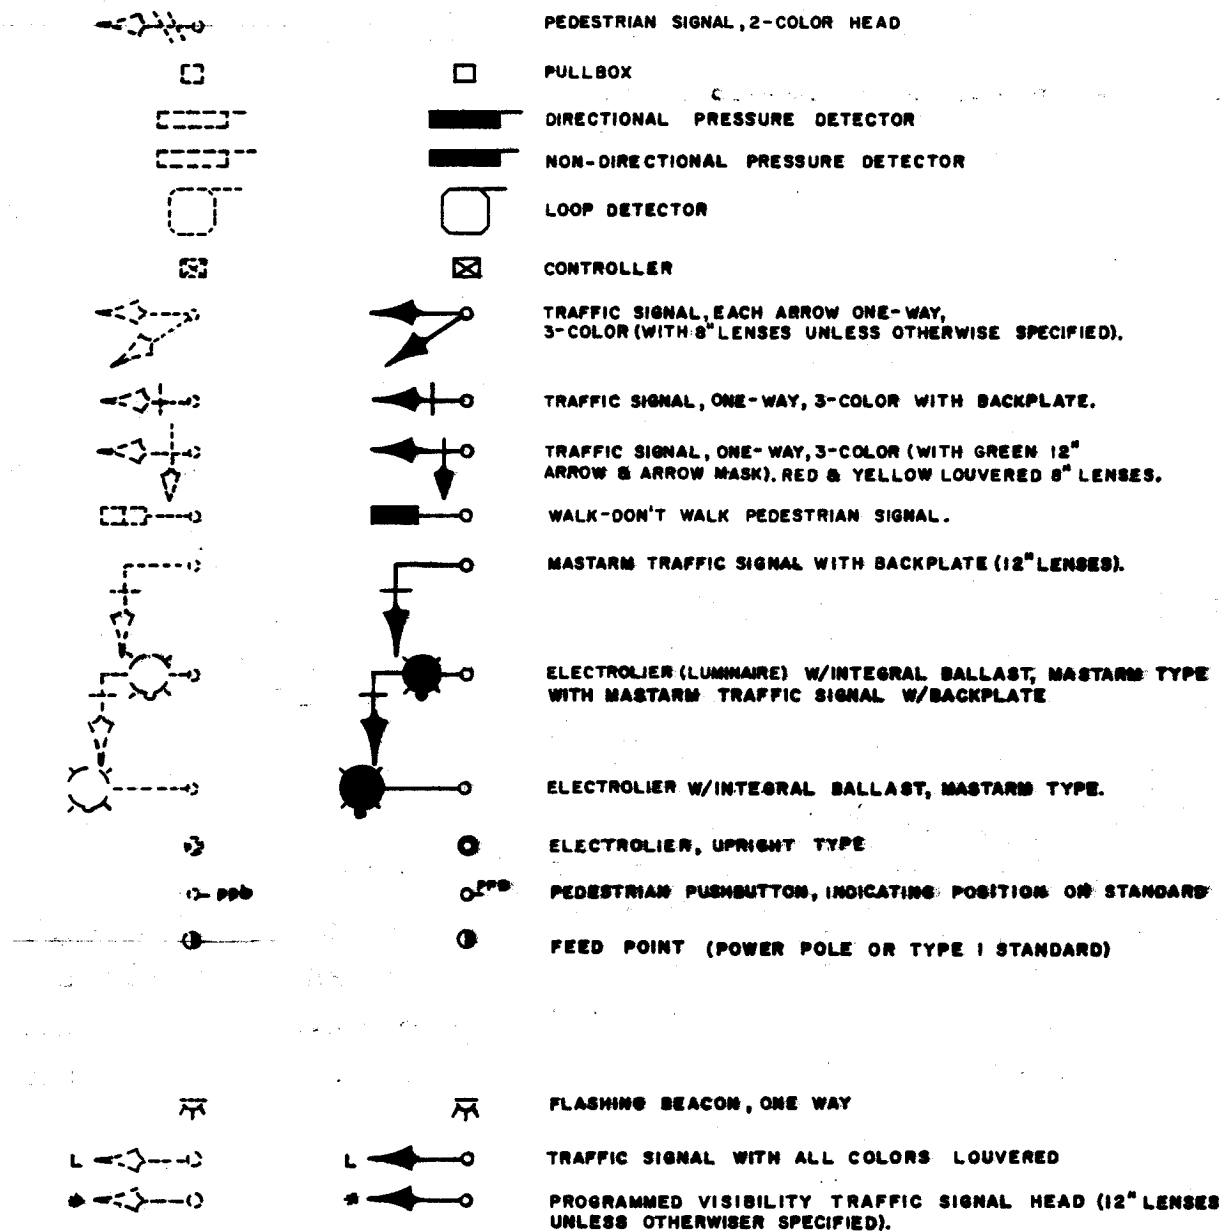 PEDESTRIAN SIGNAL, 2-COLOR HEAD
PULLBOX
DIRECTIONAL PRESSURE DETECTOR
NON-DIRECTIONAL PRESSURE DETECTOR
LOOP DETECTOR
CONTROLLER
TRAFFIC SIGNAL, EACH ARROW ONE-WAY,
3-COLOR (WITH 8" LENSES UNLESS OTHERWISE SPECIFIED).
TRAFFIC SIGNAL, ONE-WAY, 3-COLOR WITH BACKPLATE.
TRAFFIC SIGNAL, ONE-WAY, 3-COLOR (WITH GREEN 12"
ARROW & ARROW MASK). RED & YELLOW LOUVERED 8" LENSES.
WALK-DON'T WALK PEDESTRIAN SIGNAL.
MASTARM TRAFFIC SIGNAL WITH BACKPLATE (12" LENSES).
ELECTROLIER (LUMINAIRE) W/INTEGRAL BALLAST, MASTARM TYPE
WITH MASTARM TRAFFIC SIGNAL W/BACKPLATE
ELECTROLIER W/INTEGRAL BALLAST, MASTARM TYPE.
ELECTROLIER, UPRIGHT TYPE
ppb PPB PEDESTRIAN PUSHBUTTON, INDICATING POSITION ON STANDARD
FEED POINT (POWER POLE OR TYPE I STANDARD)
FLASHING BEACON, ONE WAY
L L TRAFFIC SIGNAL WITH ALL COLORS LOUVERED
* * PROGRAMMED VISIBILITY TRAFFIC SIGNAL HEAD (12" LENSES
UNLESS OTHERWISER SPECIFIED).